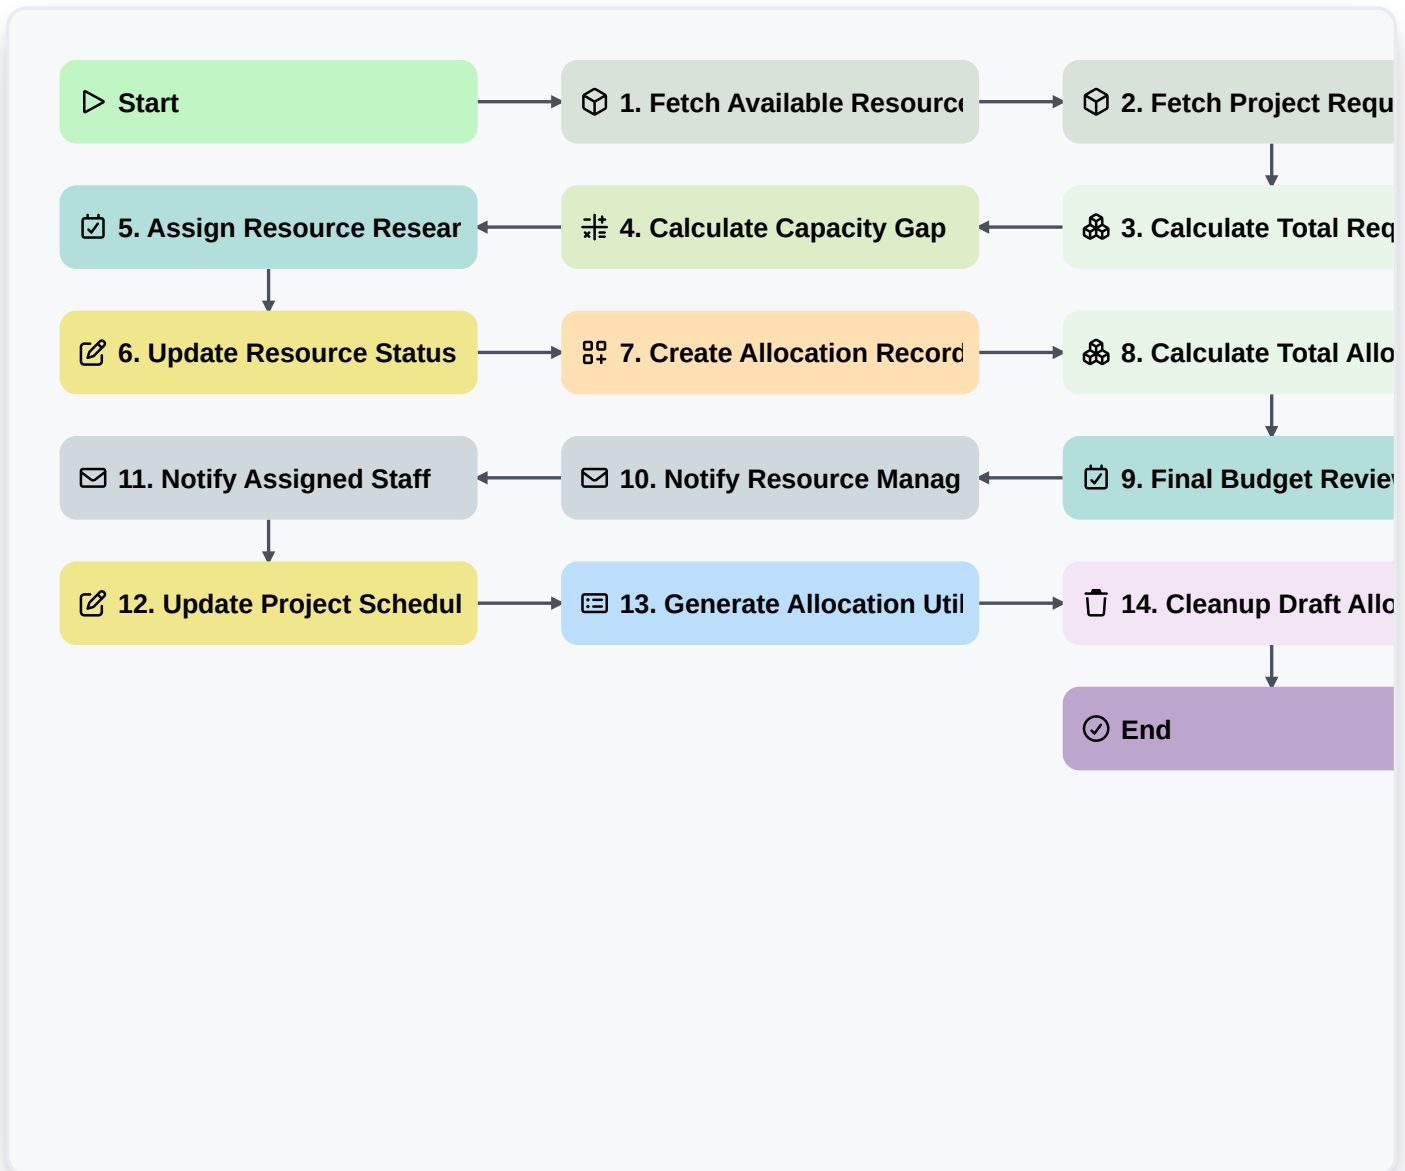 Start
1. Fetch Available Resource
2. Fetch Project Requ
5. Assign Resource Resear
4. Calculate Capacity Gap
3. Calculate Total Req
6. Update Resource Status
7. Create Allocation Record
8. Calculate Total Allo
11. Notify Assigned Staff
10. Notify Resource Manag
9. Final Budget Review
12. Update Project Schedul
13. Generate Allocation Util
14. Cleanup Draft Allo
End